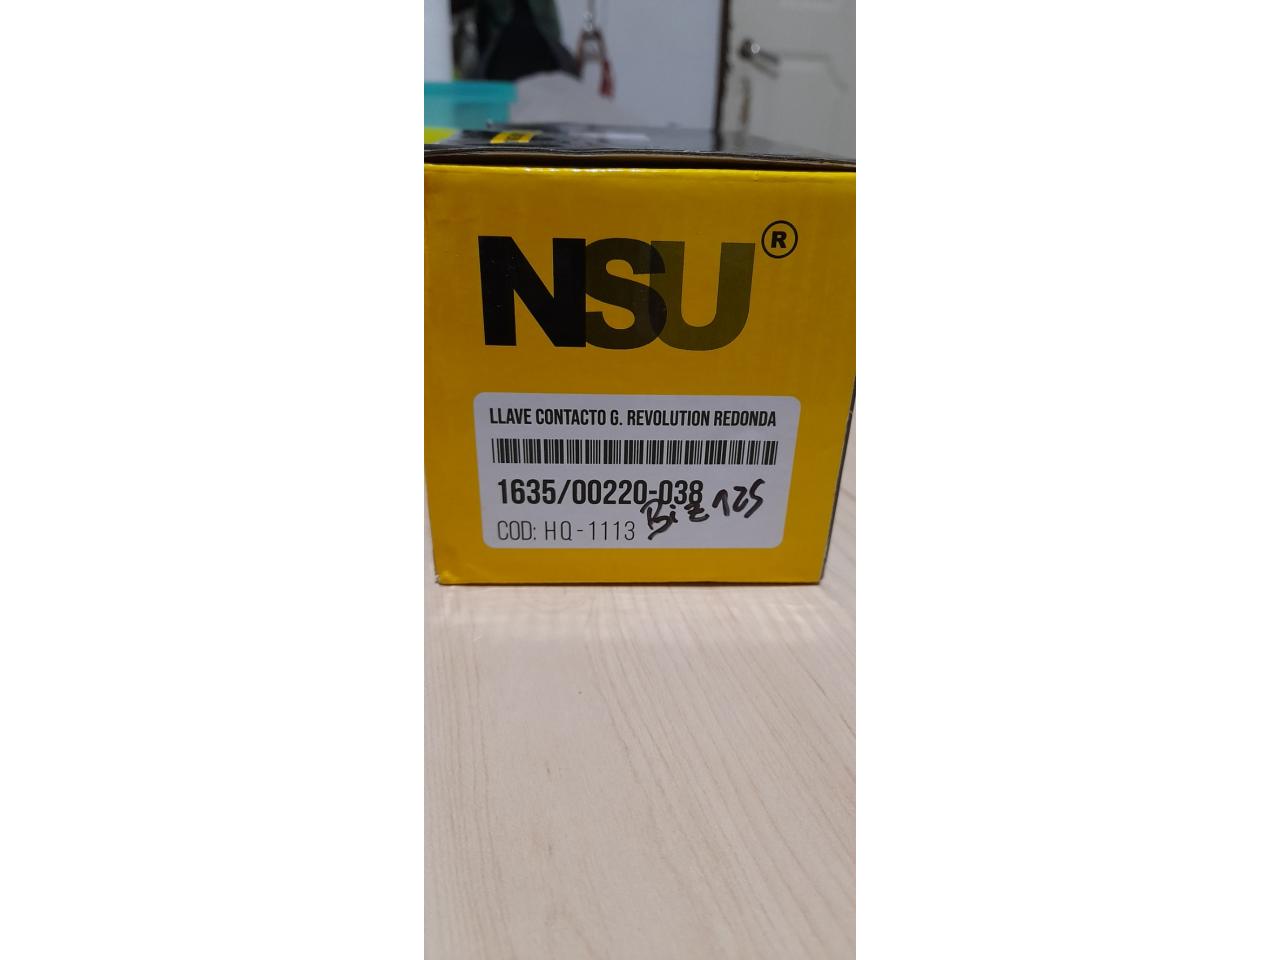 NSU®
LLAVE CONTACTO G. REVOLUTION REDONDA
1635/00220-038
Biz 125
COD: HQ-1113